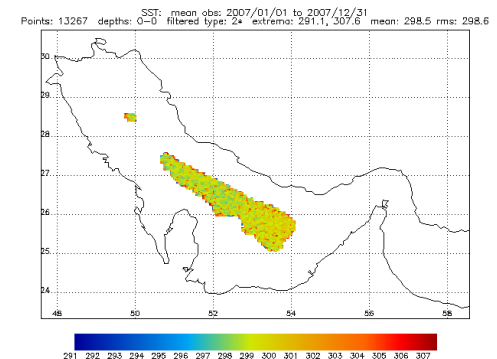 SST: mean obs: 2007/01/01 to 2007/12/31
Points: 13267 depths: 0-0 filtered type: 2* extrema: 291.1, 307.6 mean: 298.5 rms: 298.6
30
29
28
27
26
25
24
48 50 52 54 56 58
291 292 293 294 295 296 297 298 299 300 301 302 303 304 305 306 307